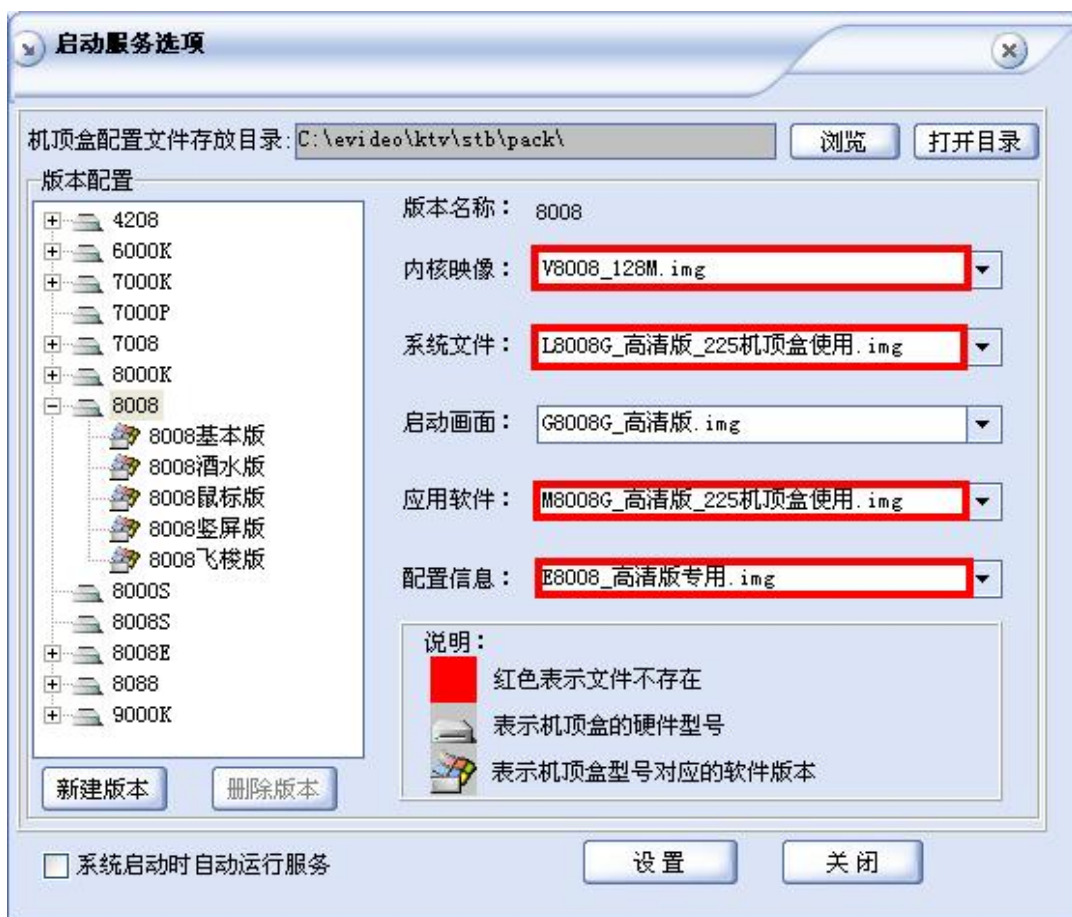 启动服务选项
机顶盒配置文件存放目录: C:\evideo\ktv\stb\pack\ 浏览 打开目录
版本配置
4208
6000K
7000K
7000P
7008
8000K
8008
8008基本版
8008酒水版
8008鼠标版
8008竖屏版
8008飞梭版
8000S
8008S
8008E
8088
9000K
新建版本 删除版本
版本名称： 8008
内核映像： V8008_128M.img
系统文件： L8008G_高清版_225机顶盒使用.img
启动画面： G8008G_高清版.img
应用软件： M8008G_高清版_225机顶盒使用.img
配置信息： E8008_高清版专用.img
说明：
红色表示文件不存在
表示机顶盒的硬件型号
表示机顶盒型号对应的软件版本
系统启动时自动运行服务 设置 关闭